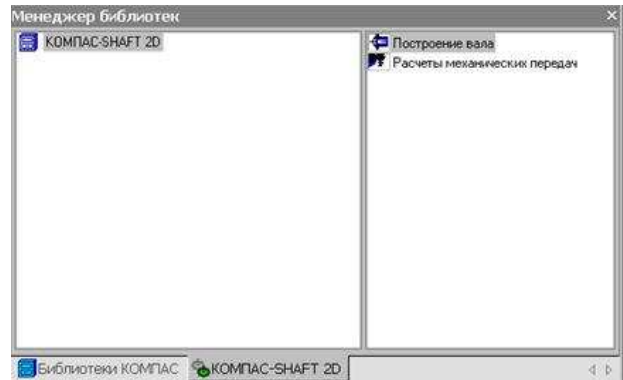 Менеджер библиотек
КОМПАС-SHAFT 2D
Построение вала
Расчеты механических передач
Библиотеки КОМПАС
КОМПАС-SHAFT 2D